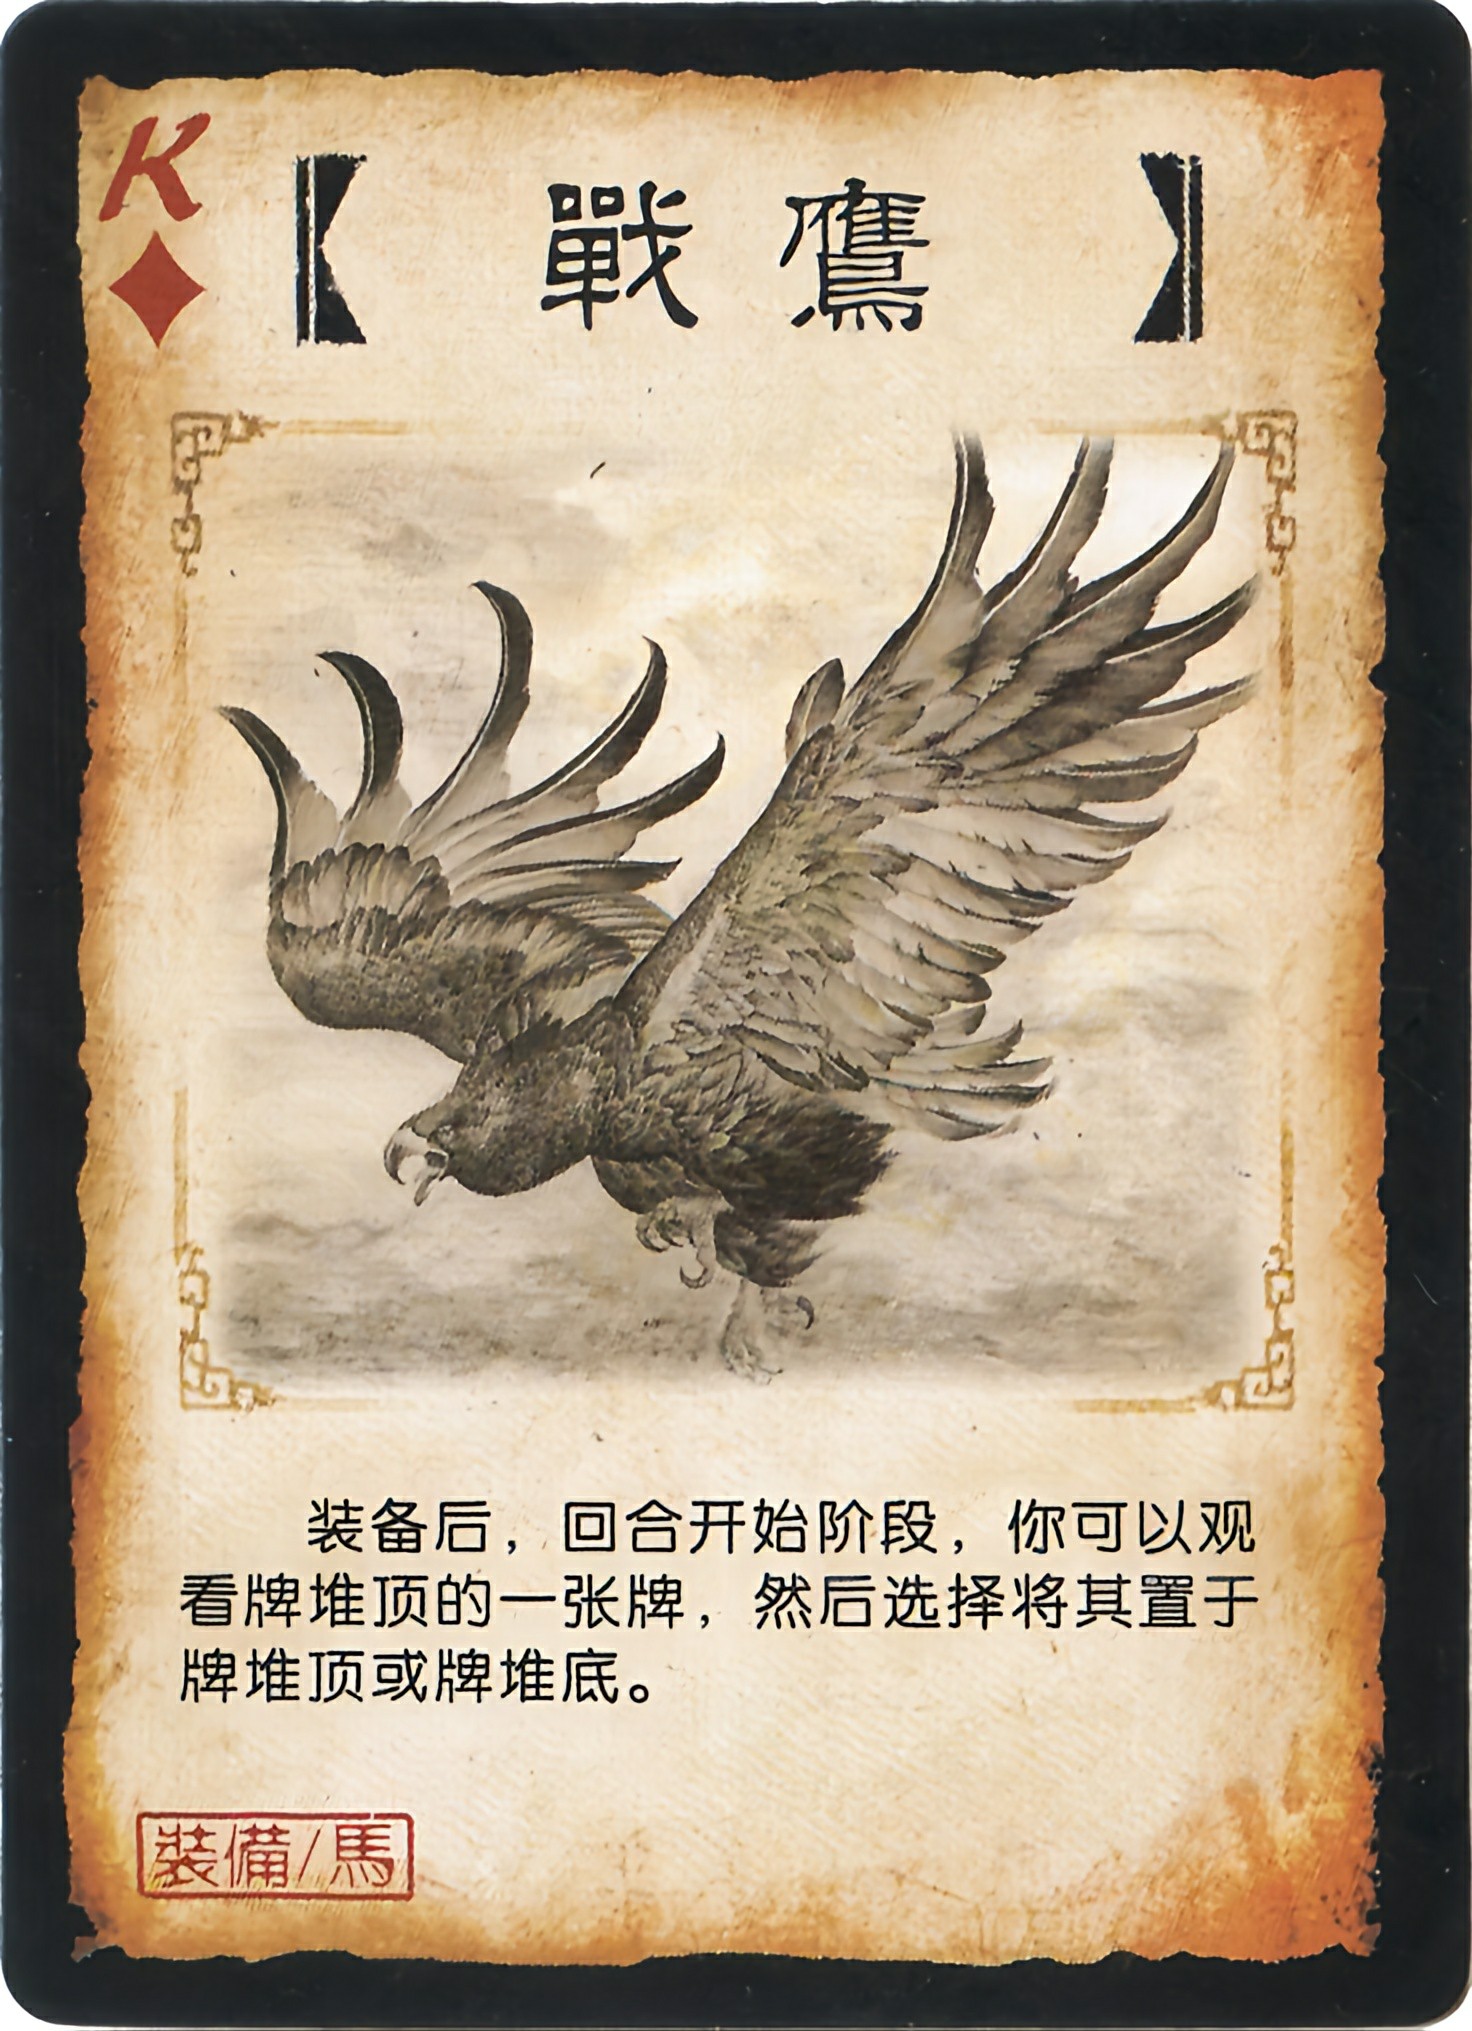 K
【戰鷹】
装备后，回合开始阶段，你可以观
看牌堆顶的一张牌，然后选择将其置于
牌堆顶或牌堆底。
裝備/馬